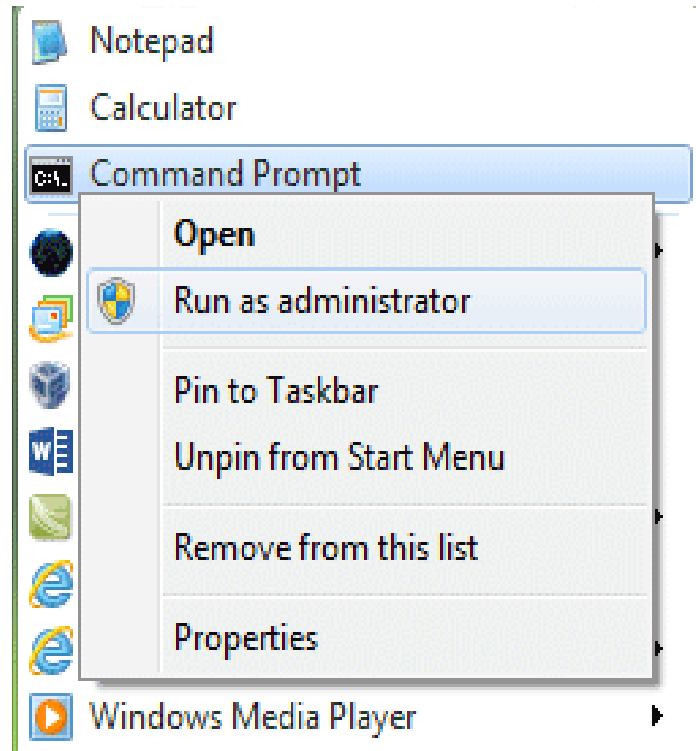 Notepad
Calculator
C:\.
Command Prompt
Open
Run as administrator
Pin to Taskbar
Unpin from Start Menu
Remove from this list
Properties
W
Windows Media Player